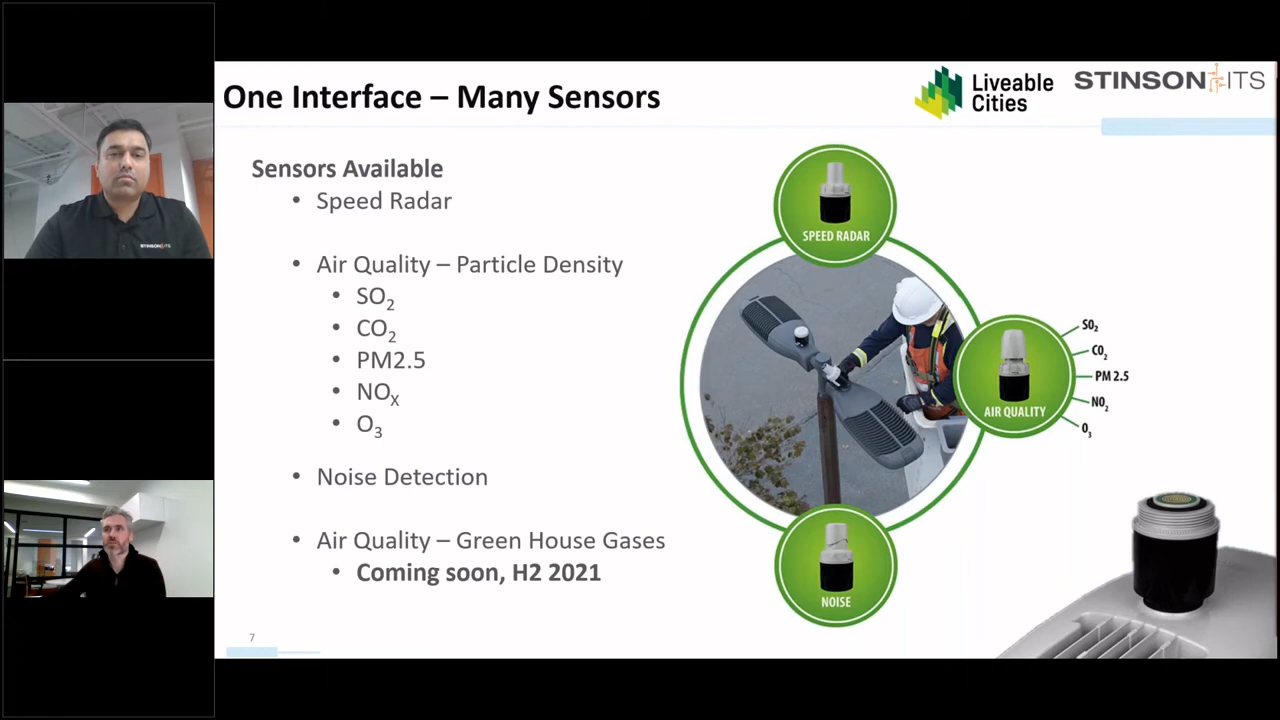 One Interface – Many Sensors
Liveable
Cities
STINSON ITS
Sensors Available
• Speed Radar
• Air Quality – Particle Density
• SO₂
• CO₂
• PM2.5
• NOₓ
• O₃
• Noise Detection
• Air Quality – Green House Gases
• Coming soon, H2 2021
SPEED RADAR
AIR QUALITY
SO₂
CO₂
PM 2.5
NO₂
O₃
NOISE
7
STINSON ITS